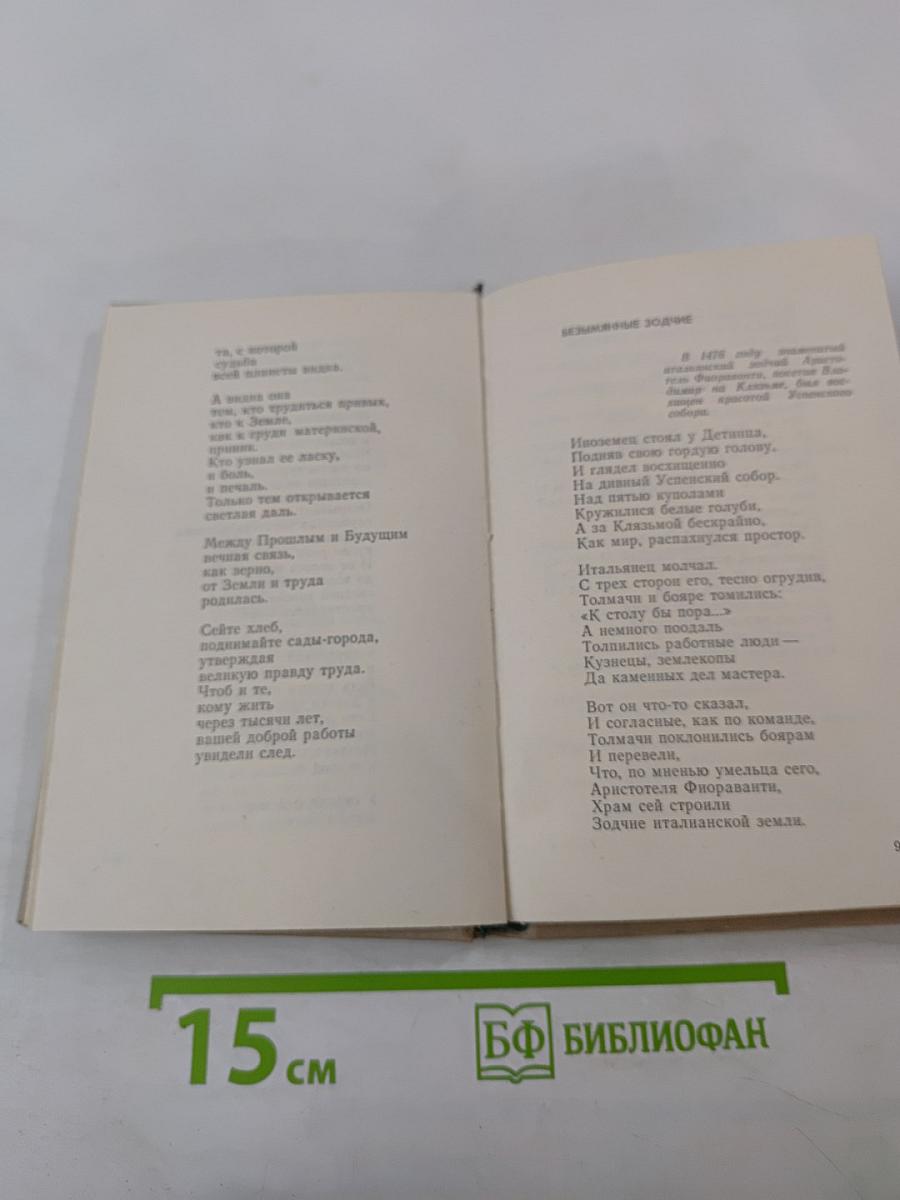 та, с которой
судьба
всей планеты видна.
А видна она
тем, кто трудиться привык,
кто к Земле,
как к груди материнской,
приник.
Кто узнал ее ласку,
и боль,
и печаль.
Только тем открывается
светлая даль.
Между Прошлым и Будущим
вечная связь,
как зерно,
от Земли и труда
родилась.
Сейте хлеб,
поднимайте сады-города,
утверждая
великую правду труда.
Чтоб и те,
кому жить
через тысячи лет,
вашей доброй работы
увидели след.
БЕЗЫМЯННЫЕ ЗОДЧИЕ
В 1476 году знаменитый
итальянский зодчий Аристо-
тель Фиораванти, посетив Вла-
димир на Клязьме, был вос-
хищен красотой Успенского
собора.
Иноземец стоял у Детинца,
Подняв свою гордую голову,
И глядел восхищенно
На дивный Успенский собор.
Над пятью куполами
Кружилися белые голуби,
А за Клязьмой бескрайно,
Как мир, распахнулся простор.
Итальянец молчал.
С трех сторон его, тесно огрудив,
Толмачи и бояре томились:
«К столу бы пора...»
А немного поодаль
Толпились работные люди —
Кузнецы, землекопы
Да каменных дел мастера.
Вот он что-то сказал,
И согласные, как по команде,
Толмачи поклонились боярам
И перевели,
Что, по мненью умельца сего,
Аристотеля Фиораванти,
Храм сей строили
Зодчие италианской земли.
9
15 см
БФ БИБЛИОФАН